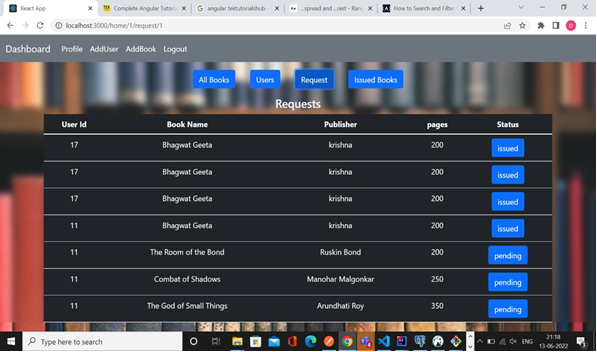 React App
Complete Angular Tutori
angular tektutorialshub
...spread and ...rest - Rang
How to Search and Filter
localhost:3000/home/1/request/1
Dashboard Profile AddUser AddBook Logout
All Books Users Request Issued Books
Requests
User Id Book Name Publisher pages Status
17 Bhagwat Geeta krishna 200 issued
17 Bhagwat Geeta krishna 200 issued
17 Bhagwat Geeta krishna 200 issued
11 Bhagwat Geeta krishna 200 issued
11 The Room of the Bond Ruskin Bond 200 pending
11 Combat of Shadows Manohar Malgonkar 250 pending
11 The God of Small Things Arundhati Roy 350 pending
Type here to search
ENG
21:18
13-06-2022